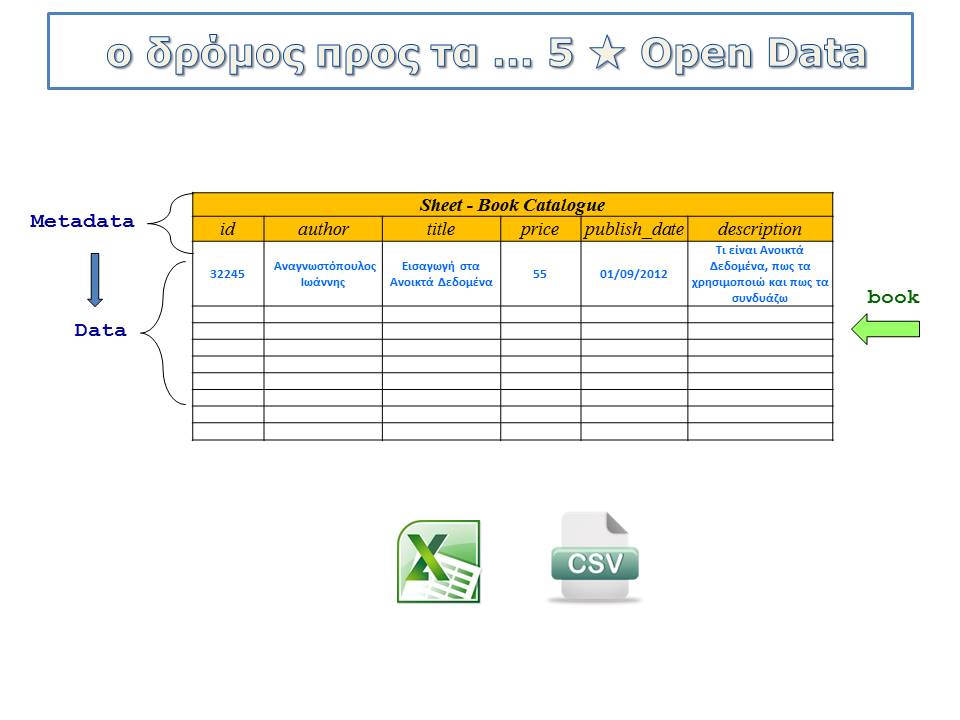 ο δρόμος προς τα ... 5 ★ Open Data
Sheet - Book Catalogue
Metadata
id author title price publish_date description
32245
Αναγνωστόπουλος
Ιωάννης
Εισαγωγή στα
Ανοικτά Δεδομένα
55
01/09/2012
Τι είναι Ανοικτά
Δεδομένα, πως τα
χρησιμοποιώ και πως τα
συνδυάζω
book
Data
CSV